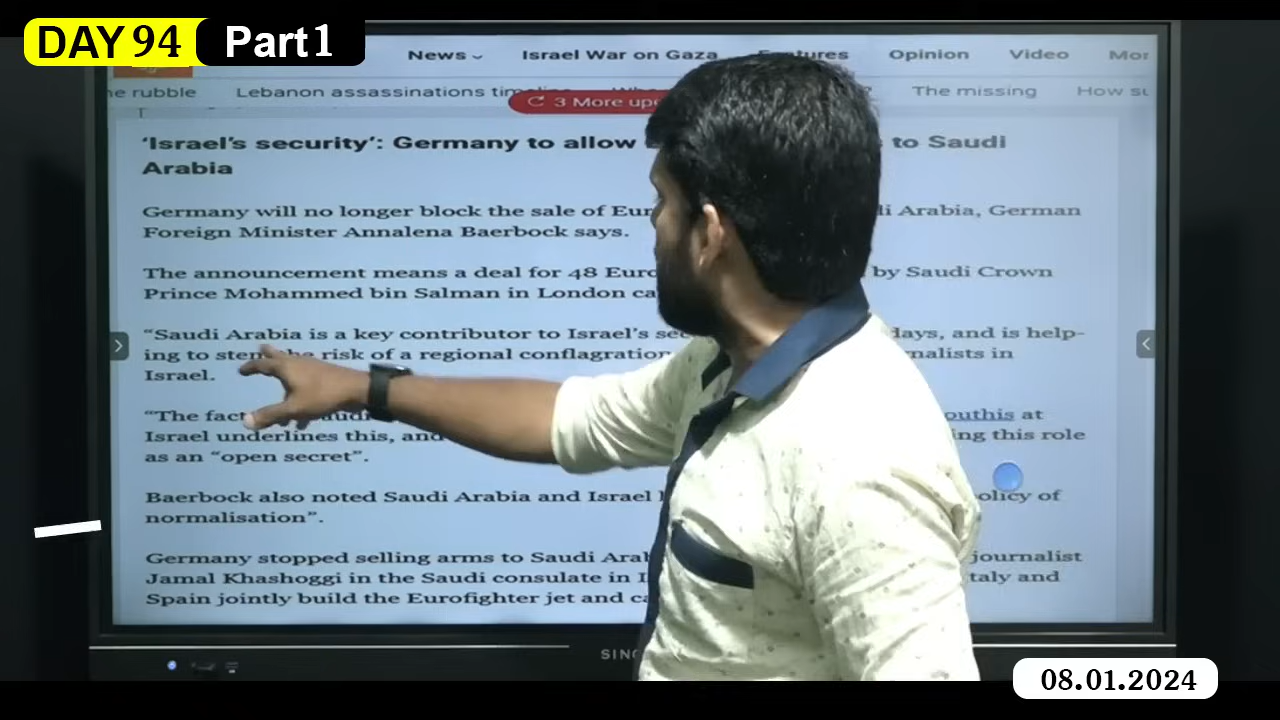 DAY 94 Part 1
News Israel War on Gaza Features Opinion Video Mor
he rubble Lebanon assassinations The missing How su
3 More upd
‘Israel’s security’: Germany to allow to Saudi
Arabia
Germany will no longer block the sale of Eur i Arabia, German
Foreign Minister Annalena Baerbock says.
The announcement means a deal for 48 Euro by Saudi Crown
Prince Mohammed bin Salman in London ca
“Saudi Arabia is a key contributor to Israel’s sec days, and is help-
ing to stem the risk of a regional conflagration nalists in
Israel.
“The fact outhis at
Israel underlines this, and ing this role
as an “open secret”.
Baerbock also noted Saudi Arabia and Israel olicy of
normalisation”.
Germany stopped selling arms to Saudi Arab journalist
Jamal Khashoggi in the Saudi consulate in I taly and
Spain jointly build the Eurofighter jet and ca
SING
08.01.2024